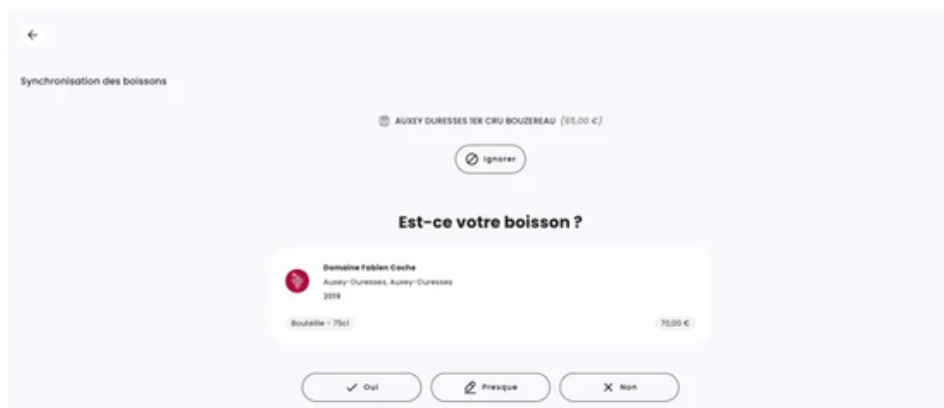 Synchronisation des boissons
AUXEY DURESSES 1ER CRU BOUZEREAU (65,00 €)
Ignorer
Est-ce votre boisson ?
Domaine Fabien Coche
Auxey-Duresses, Auxey-Duresses
2019
Bouteille - 75cl 70,00 €
Oui Presque Non